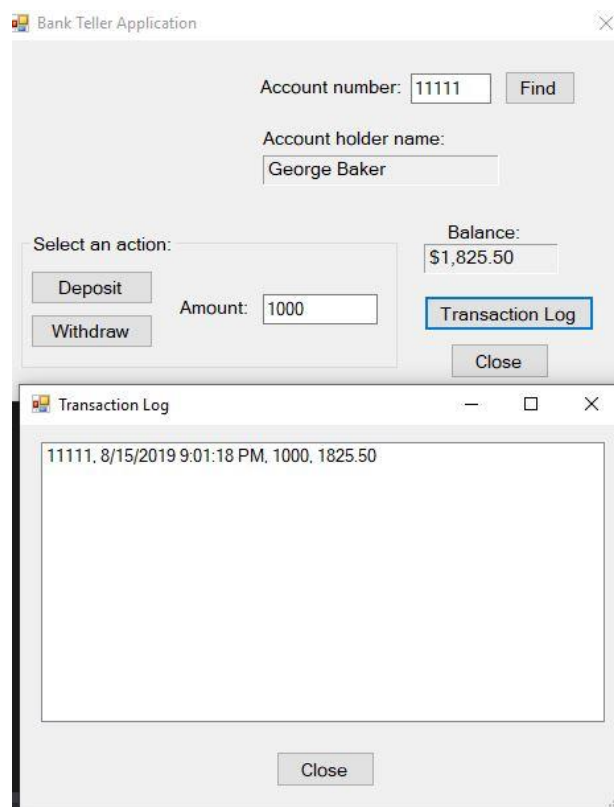 Bank Teller Application
Account number: 11111 Find
Account holder name:
George Baker
Select an action:
Balance:
$1,825.50
Deposit
Amount: 1000
Transaction Log
Withdraw
Close
Transaction Log
11111, 8/15/2019 9:01:18 PM, 1000, 1825.50
Close